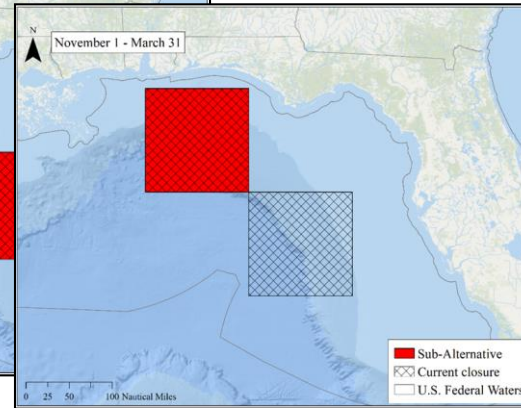 N
November 1 - March 31
Sub-Alternative
Current closure
U.S. Federal Waters
0 25 50 100 Nautical Miles